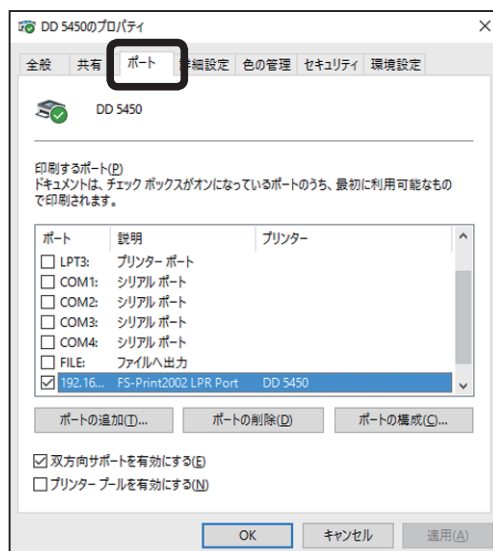 DD 5450のプロパティ
全般 共有 ポート 詳細設定 色の管理 セキュリティ 環境設定
DD 5450
印刷するポート(P)
ドキュメントは、チェック ボックスがオンになっているポートのうち、最初に利用可能なもの
で印刷されます。
ポート 説明 プリンター
LPT3: プリンター ポート
COM1: シリアル ポート
COM2: シリアル ポート
COM3: シリアル ポート
COM4: シリアル ポート
FILE: ファイルへ出力
192.16... FS-Print2002 LPR Port DD 5450
ポートの追加(T)... ポートの削除(D) ポートの構成(C)...
双方向サポートを有効にする(E)
プリンター プールを有効にする(N)
OK キャンセル 適用(A)